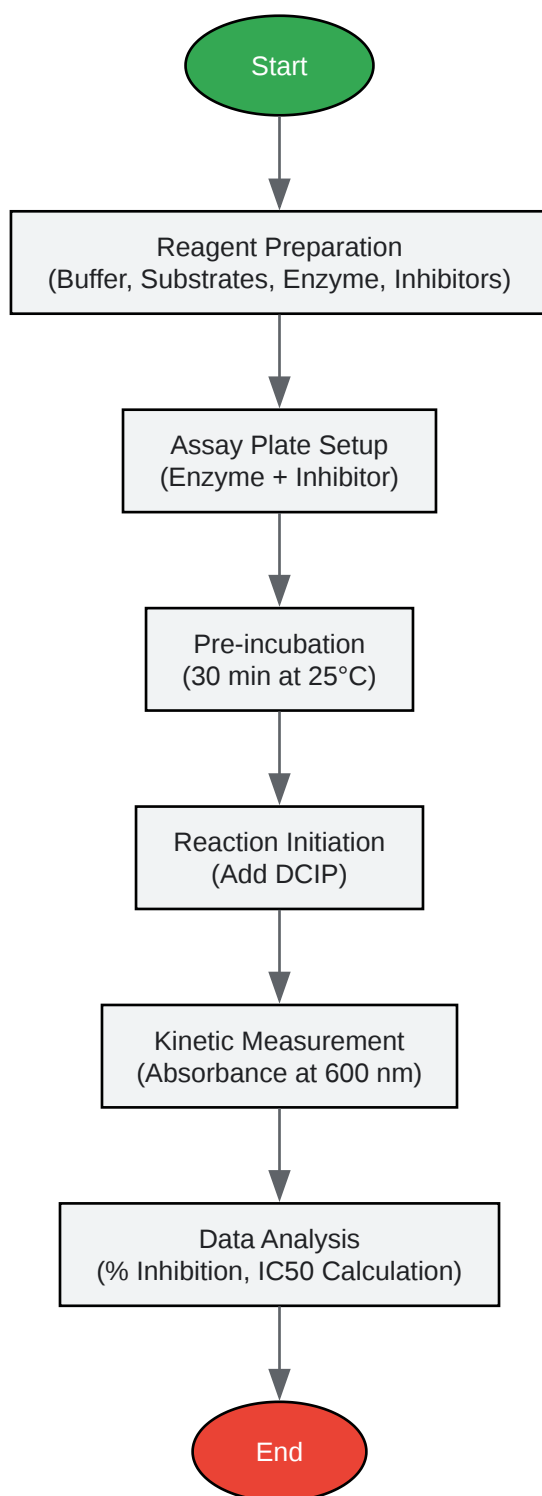 Start
Reagent Preparation
(Buffer, Substrates, Enzyme, Inhibitors)
Assay Plate Setup
(Enzyme + Inhibitor)
Pre-incubation
(30 min at 25°C)
Reaction Initiation
(Add DCIP)
Kinetic Measurement
(Absorbance at 600 nm)
Data Analysis
(% Inhibition, IC50 Calculation)
End